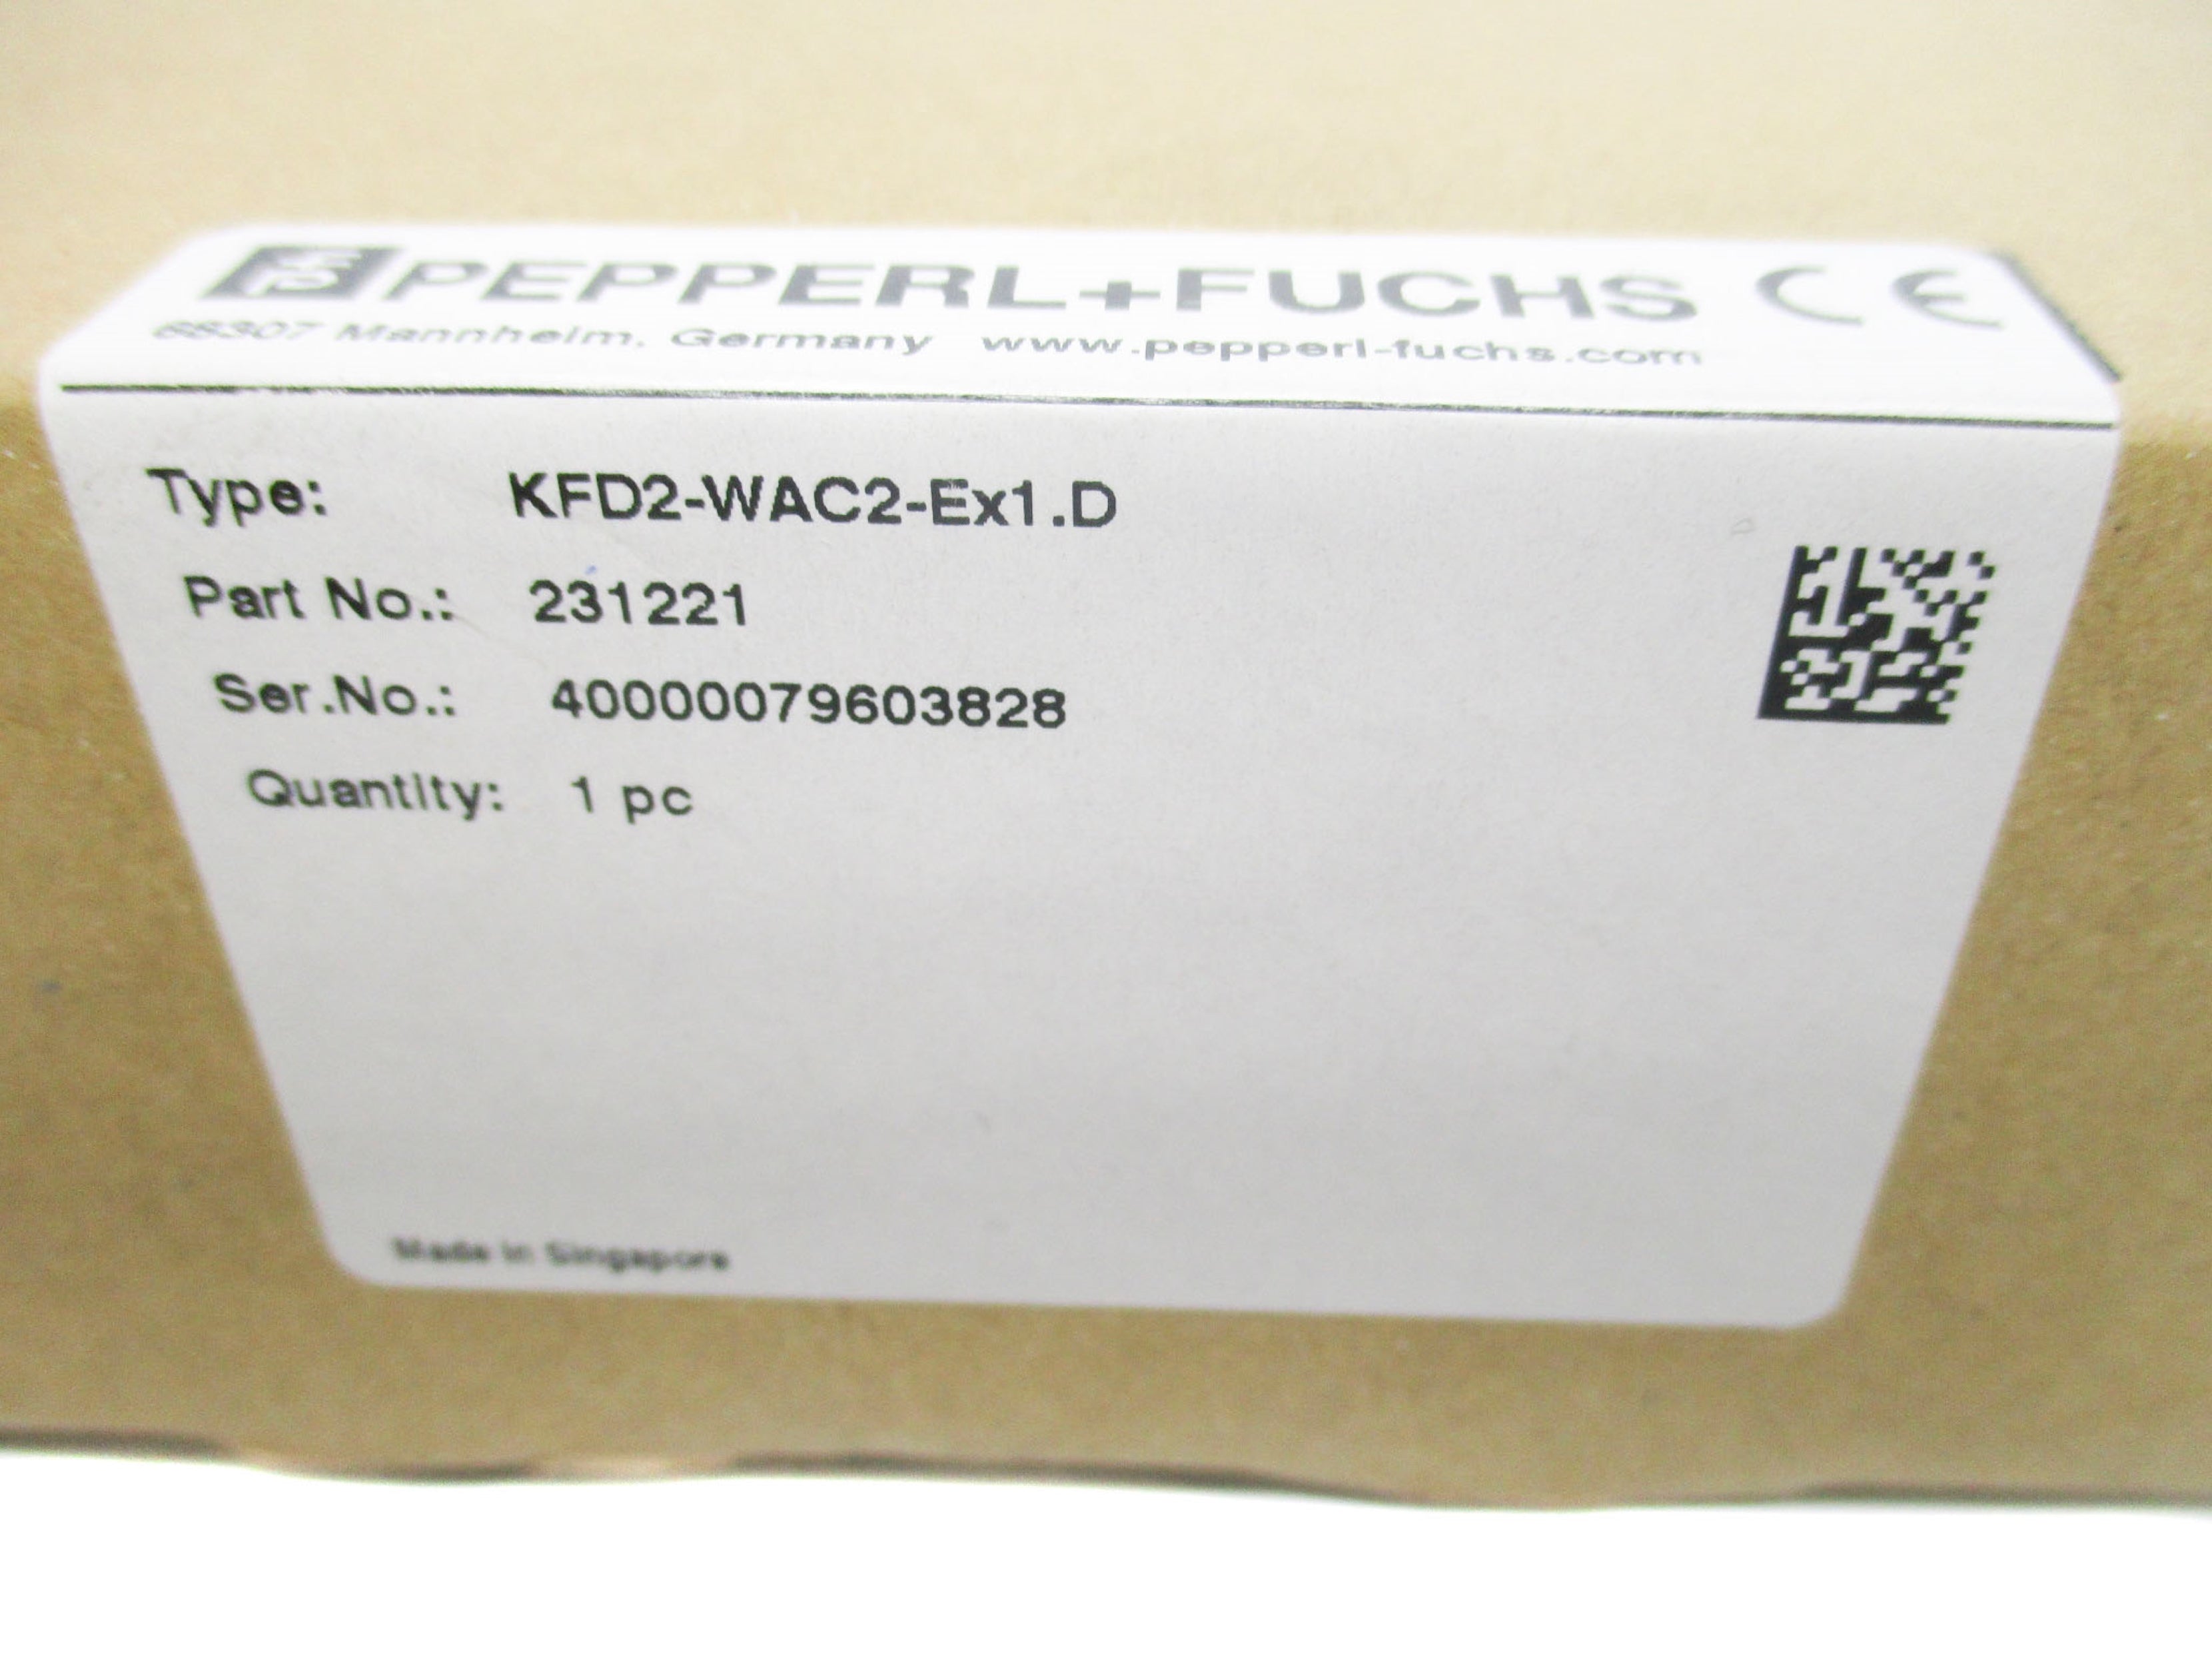 PEPPERL+FUCHS CE
68307 Mannheim, Germany www.pepperl-fuchs.com
Type: KFD2-WAC2-Ex1.D
Part No.: 231221
Ser.No.: 40000079603828
Quantity: 1 pc
Made in Singapore